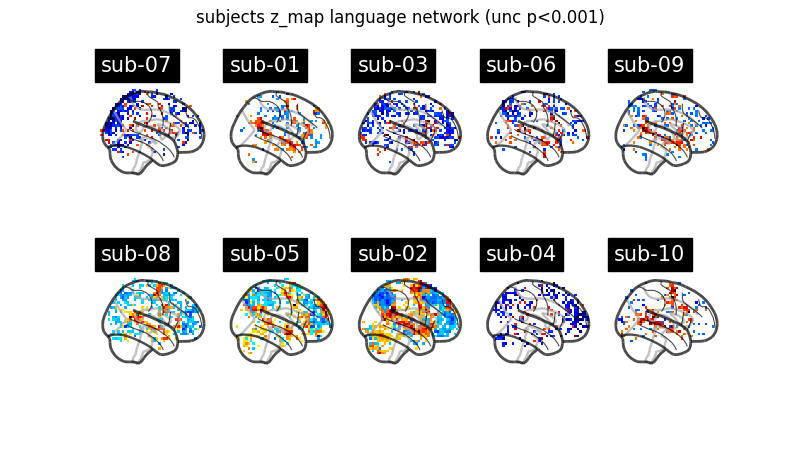 subjects z_map language network (unc p<0.001)
sub-07 sub-01 sub-03 sub-06 sub-09
sub-08 sub-05 sub-02 sub-04 sub-10